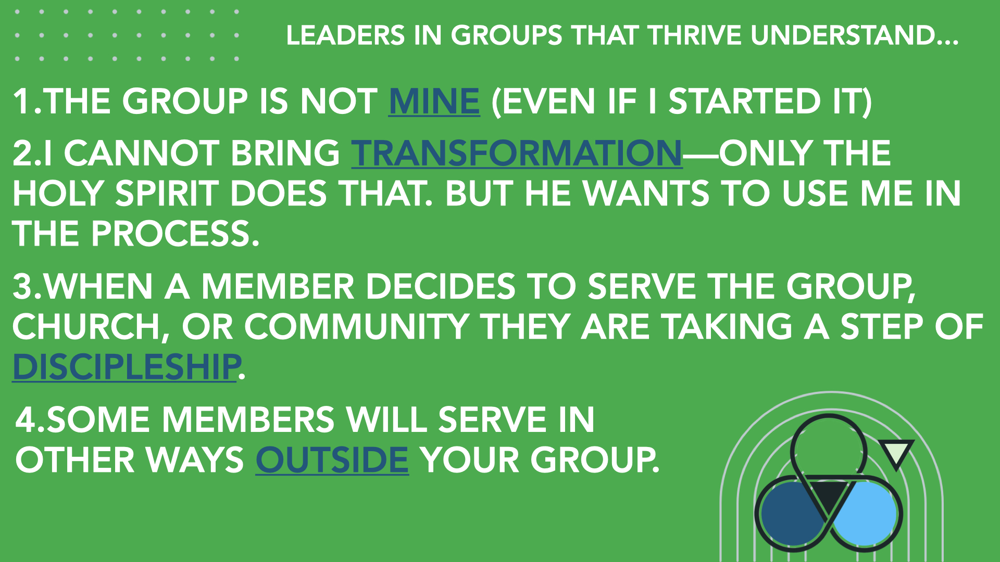 LEADERS IN GROUPS THAT THRIVE UNDERSTAND...
1.THE GROUP IS NOT MINE (EVEN IF I STARTED IT)
2.I CANNOT BRING TRANSFORMATION—ONLY THE
HOLY SPIRIT DOES THAT. BUT HE WANTS TO USE ME IN
THE PROCESS.
3.WHEN A MEMBER DECIDES TO SERVE THE GROUP,
CHURCH, OR COMMUNITY THEY ARE TAKING A STEP OF
DISCIPLESHIP.
4.SOME MEMBERS WILL SERVE IN
OTHER WAYS OUTSIDE YOUR GROUP.